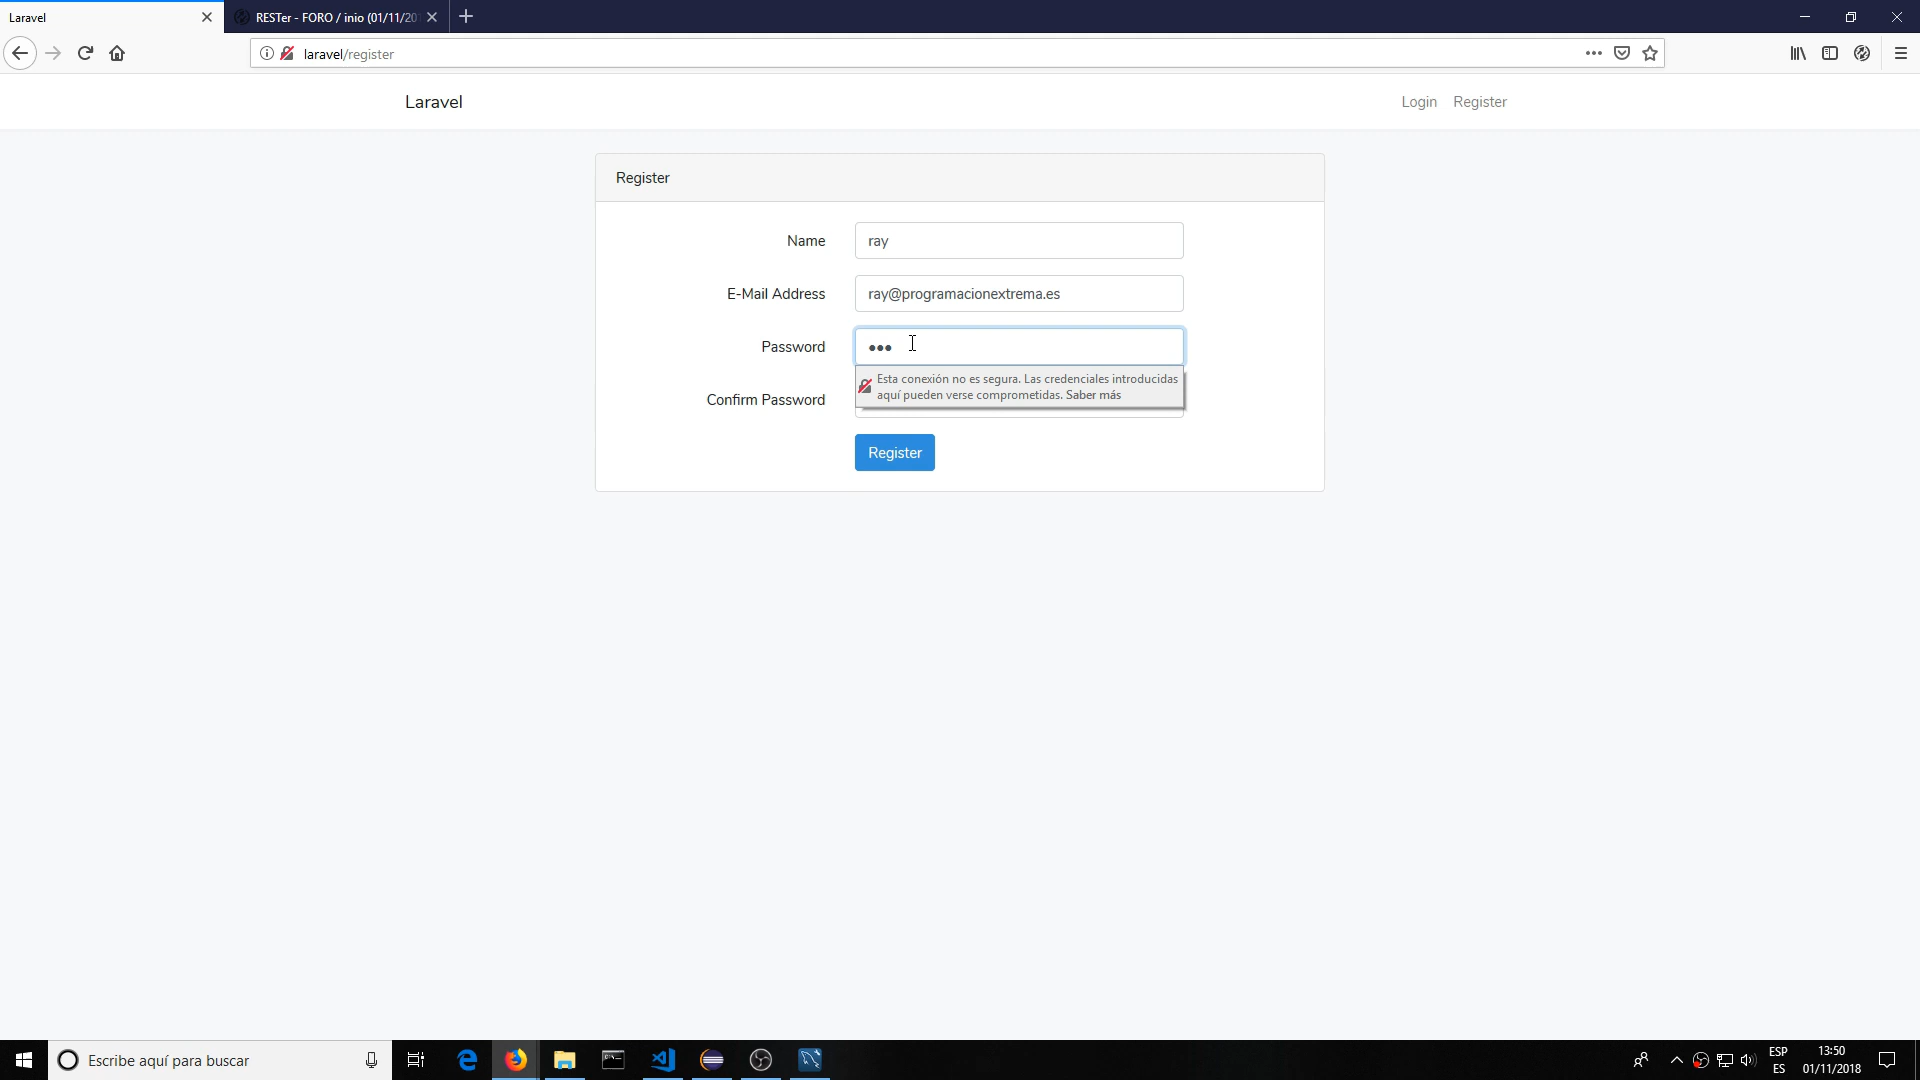 Laravel
RESTer - FORO / inio (01/11/20
laravel/register
Laravel
Login Register
Register
Name ray
E-Mail Address ray@programacionextrema.es
Password •••
Esta conexión no es segura. Las credenciales introducidas
aquí pueden verse comprometidas. Saber más
Confirm Password
Register
Escribe aquí para buscar
ESP
ES
13:50
01/11/2018